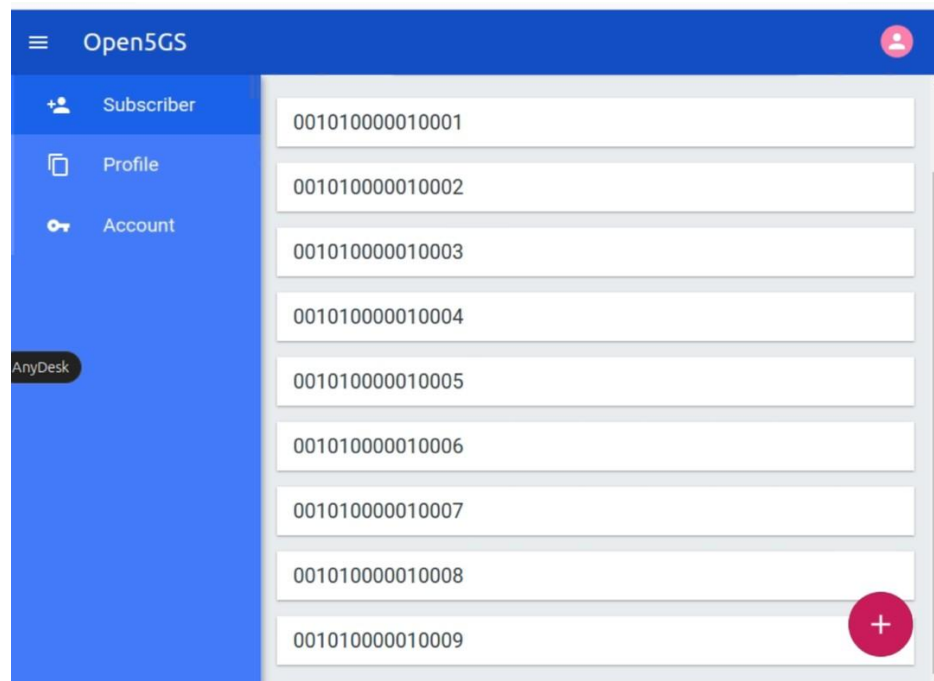 Open5GS
Subscriber
Profile
Account
AnyDesk
001010000010001
001010000010002
001010000010003
001010000010004
001010000010005
001010000010006
001010000010007
001010000010008
001010000010009